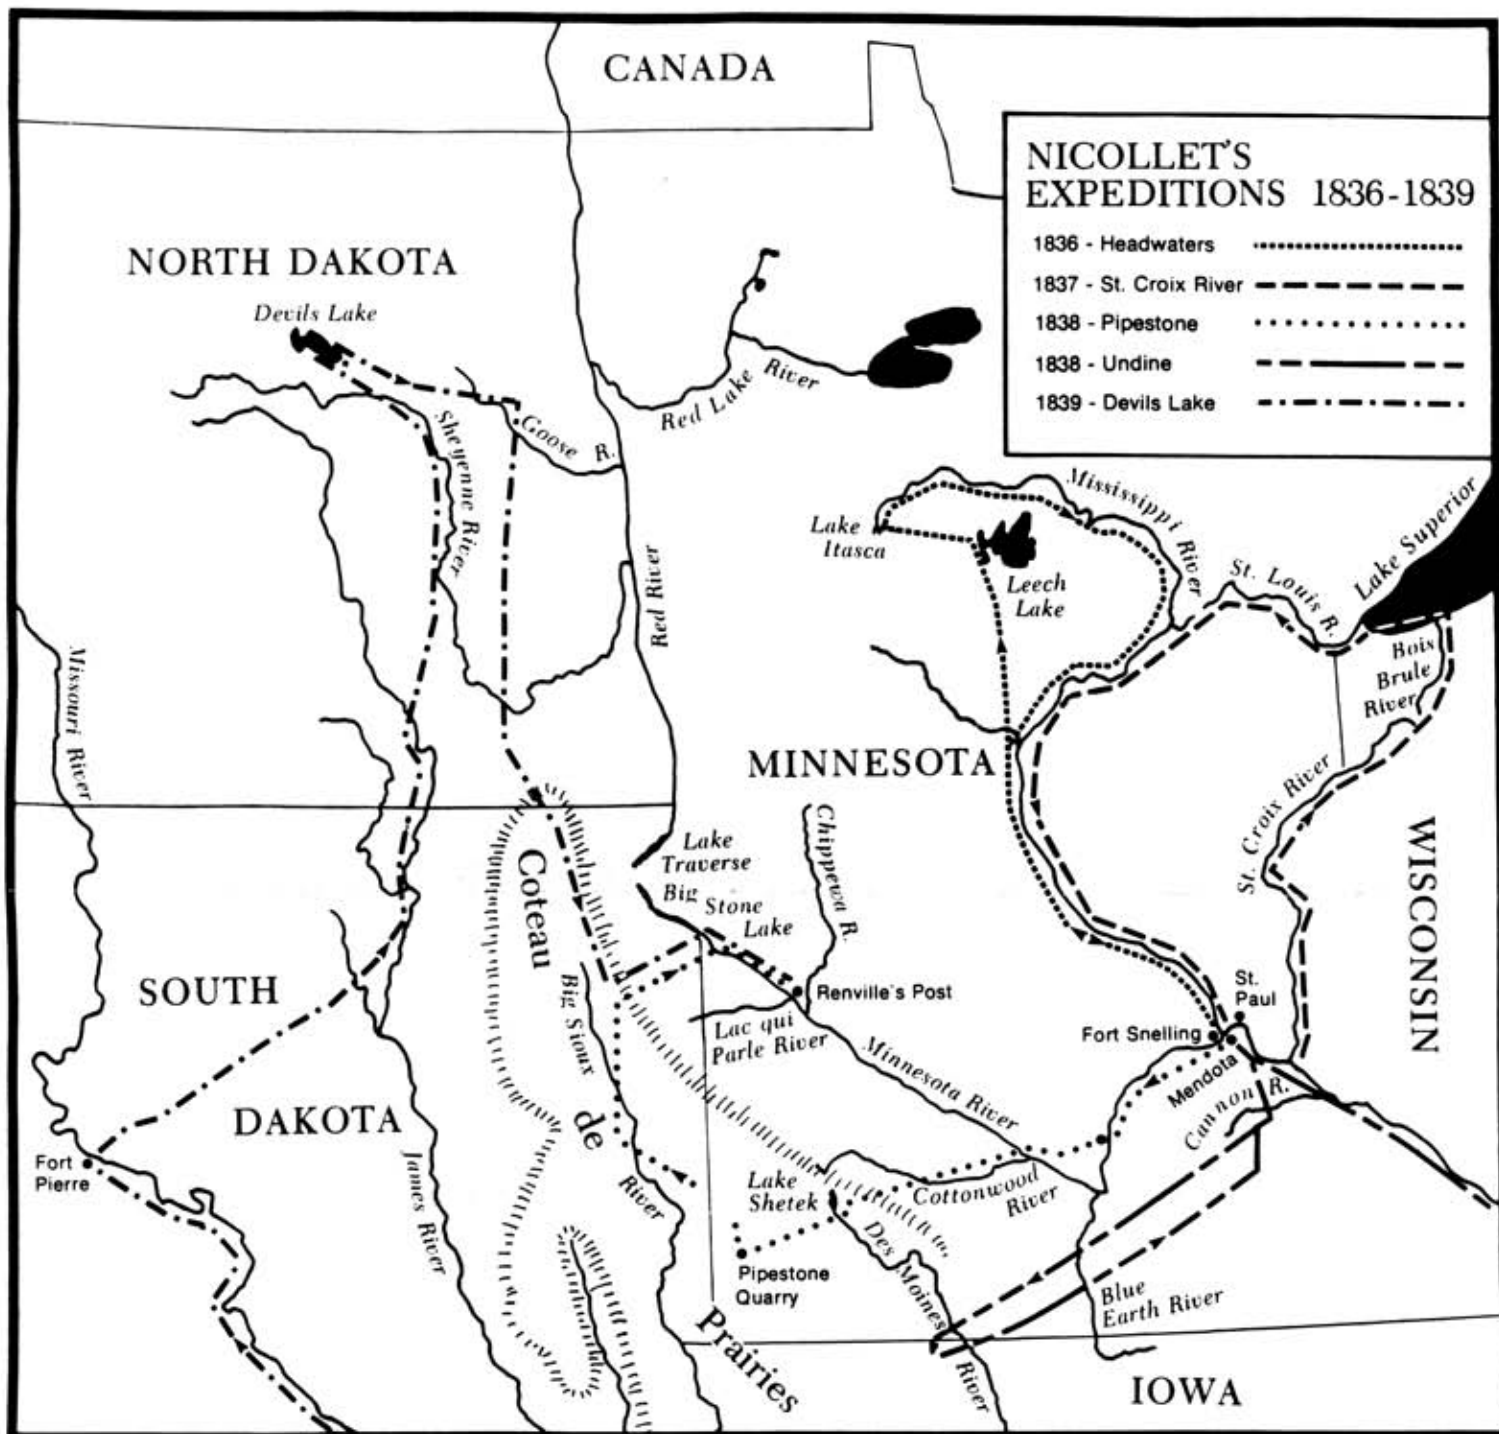 CANADA
NICOLLET'S
EXPEDITIONS 1836-1839
1836 - Headwaters
1837 - St. Croix River
1838 - Pipestone
1838 - Undine
1839 - Devils Lake
NORTH DAKOTA
Devils Lake
Red Lake River
Goose R.
Sheyenne River
Mississippi River
Lake Superior
Lake
Itasca
Leech
Lake
St. Louis R.
Bois
Brule
River
Red River
Missouri River
MINNESOTA
St. Croix River
WISCONSIN
Chippewa R.
Lake
Traverse
Big Stone
Lake
Coteau
de
Prairies
SOUTH
DAKOTA
Big Sioux
River
Renville's Post
Lac qui
Parle River
Minnesota River
St.
Paul
Fort Snelling
Mendota
Cannon R.
Fort
Pierre
James River
Lake
Shetek
Cottonwood
River
Des Moines
River
Pipestone
Quarry
Blue
Earth River
IOWA